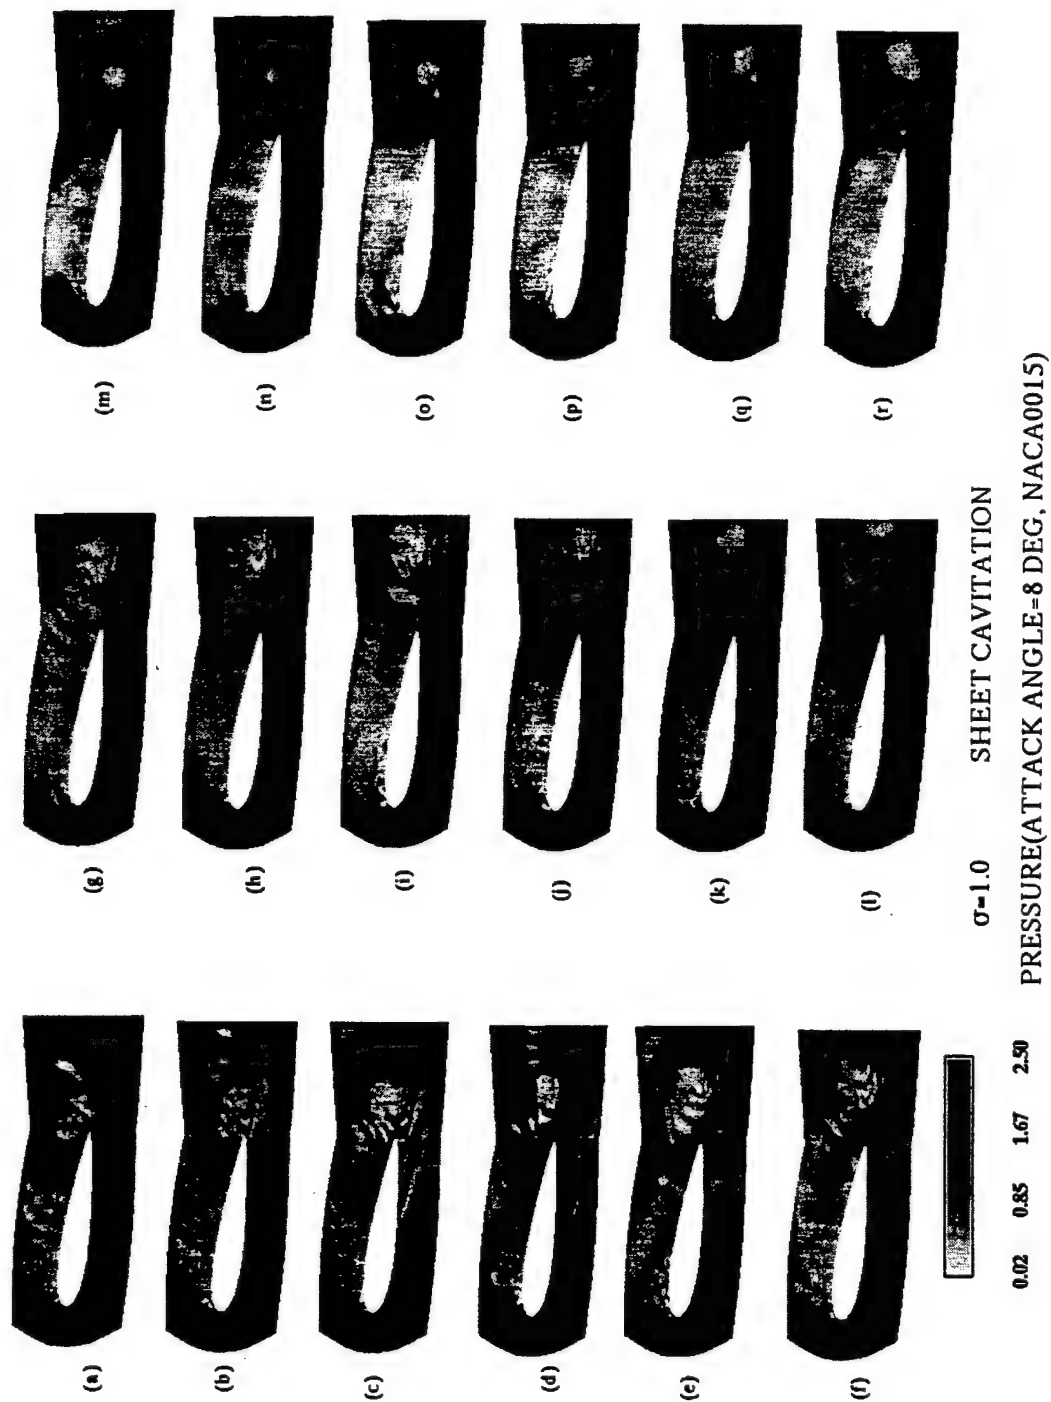 (a)
(b)
(c)
(d)
(e)
(f)
(g)
(h)
(i)
(j)
(k)
(l)
(m)
(n)
(o)
(p)
(q)
(r)
0.02 0.85 1.67 2.50
σ=1.0 SHEET CAVITATION
PRESSURE(ATTACK ANGLE=8 DEG, NACA0015)